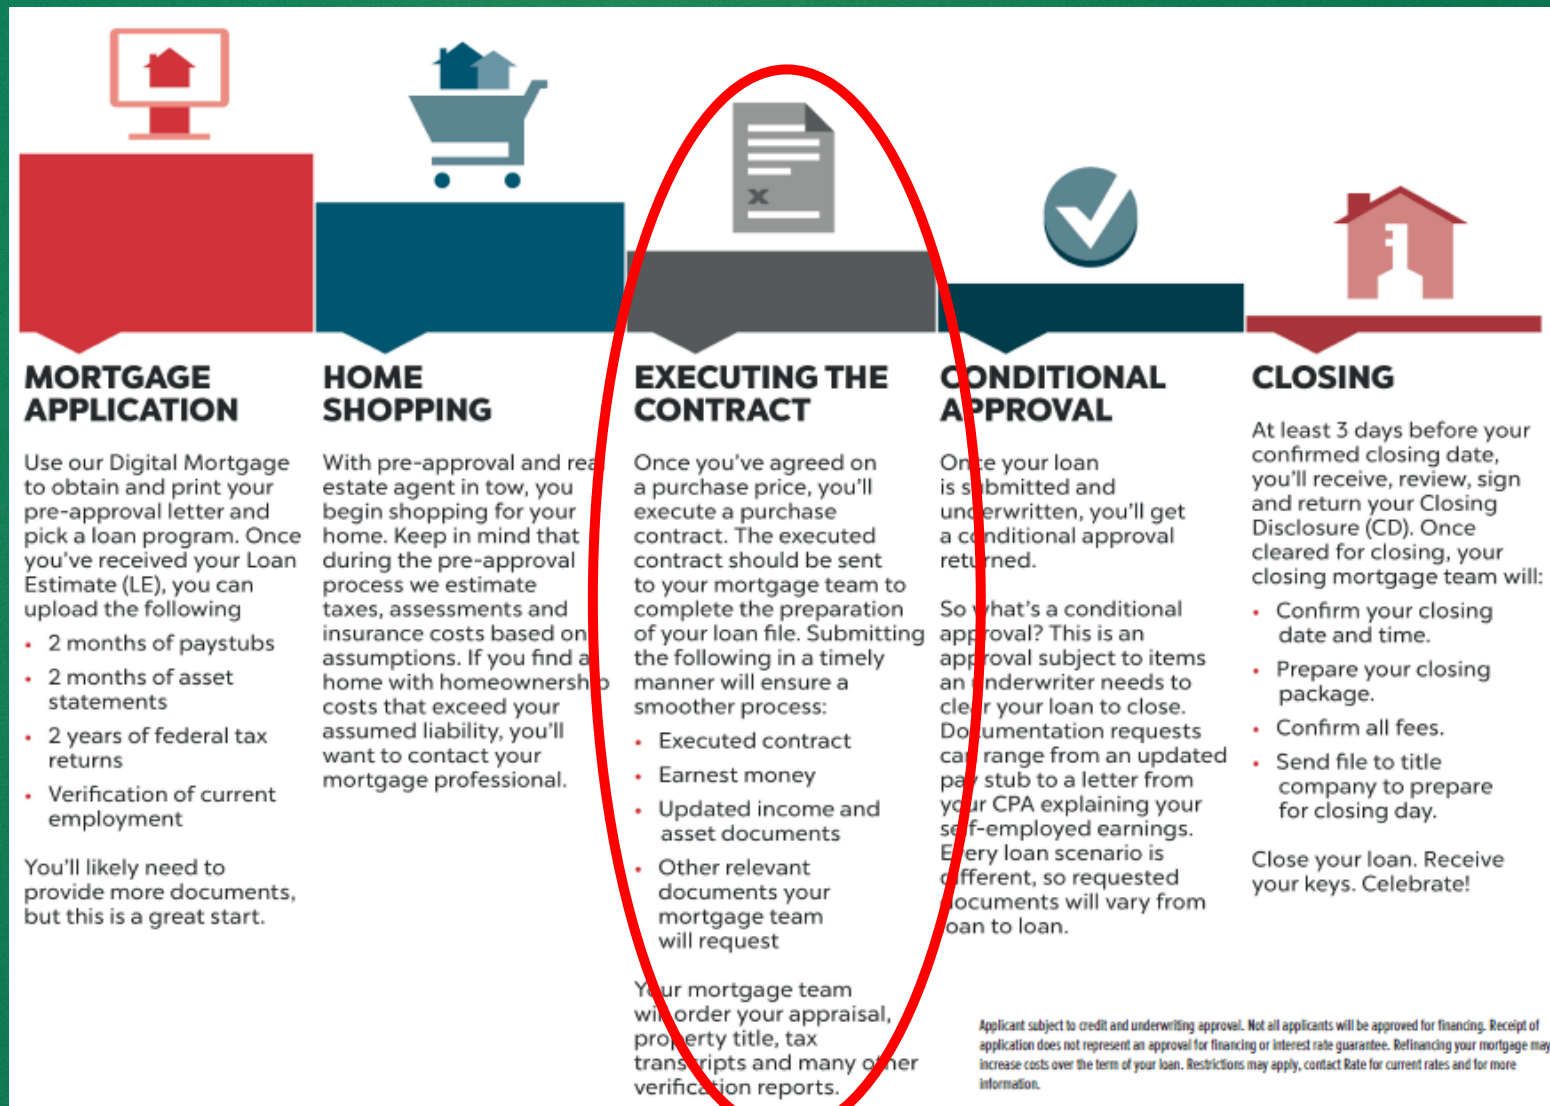 MORTGAGE
APPLICATION
Use our Digital Mortgage
to obtain and print your
pre-approval letter and
pick a loan program. Once
you've received your Loan
Estimate (LE), you can
upload the following
• 2 months of paystubs
• 2 months of asset
statements
• 2 years of federal tax
returns
• Verification of current
employment
You'll likely need to
provide more documents,
but this is a great start.
HOME
SHOPPING
With pre-approval and real
estate agent in tow, you
begin shopping for your
home. Keep in mind that
during the pre-approval
process we estimate
taxes, assessments and
insurance costs based on
assumptions. If you find a
home with homeownership
costs that exceed your
assumed liability, you'll
want to contact your
mortgage professional.
x
EXECUTING THE
CONTRACT
Once you've agreed on
a purchase price, you'll
execute a purchase
contract. The executed
contract should be sent
to your mortgage team to
complete the preparation
of your loan file. Submitting
the following in a timely
manner will ensure a
smoother process:
• Executed contract
• Earnest money
• Updated income and
asset documents
• Other relevant
documents your
mortgage team
will request
Your mortgage team
will order your appraisal,
property title, tax
transcripts and many other
verification reports.
CONDITIONAL
APPROVAL
Once your loan
is submitted and
underwritten, you'll get
a conditional approval
returned.
So what's a conditional
approval? This is an
approval subject to items
an underwriter needs to
clear your loan to close.
Documentation requests
can range from an updated
pay stub to a letter from
your CPA explaining your
self-employed earnings.
Every loan scenario is
different, so requested
documents will vary from
loan to loan.
CLOSING
At least 3 days before your
confirmed closing date,
you'll receive, review, sign
and return your Closing
Disclosure (CD). Once
cleared for closing, your
closing mortgage team will:
• Confirm your closing
date and time.
• Prepare your closing
package.
• Confirm all fees.
• Send file to title
company to prepare
for closing day.
Close your loan. Receive
your keys. Celebrate!
Applicant subject to credit and underwriting approval. Not all applicants will be approved for financing. Receipt of
application does not represent an approval for financing or interest rate guarantee. Refinancing your mortgage may
increase costs over the term of your loan. Restrictions may apply, contact Rate for current rates and for more
information.